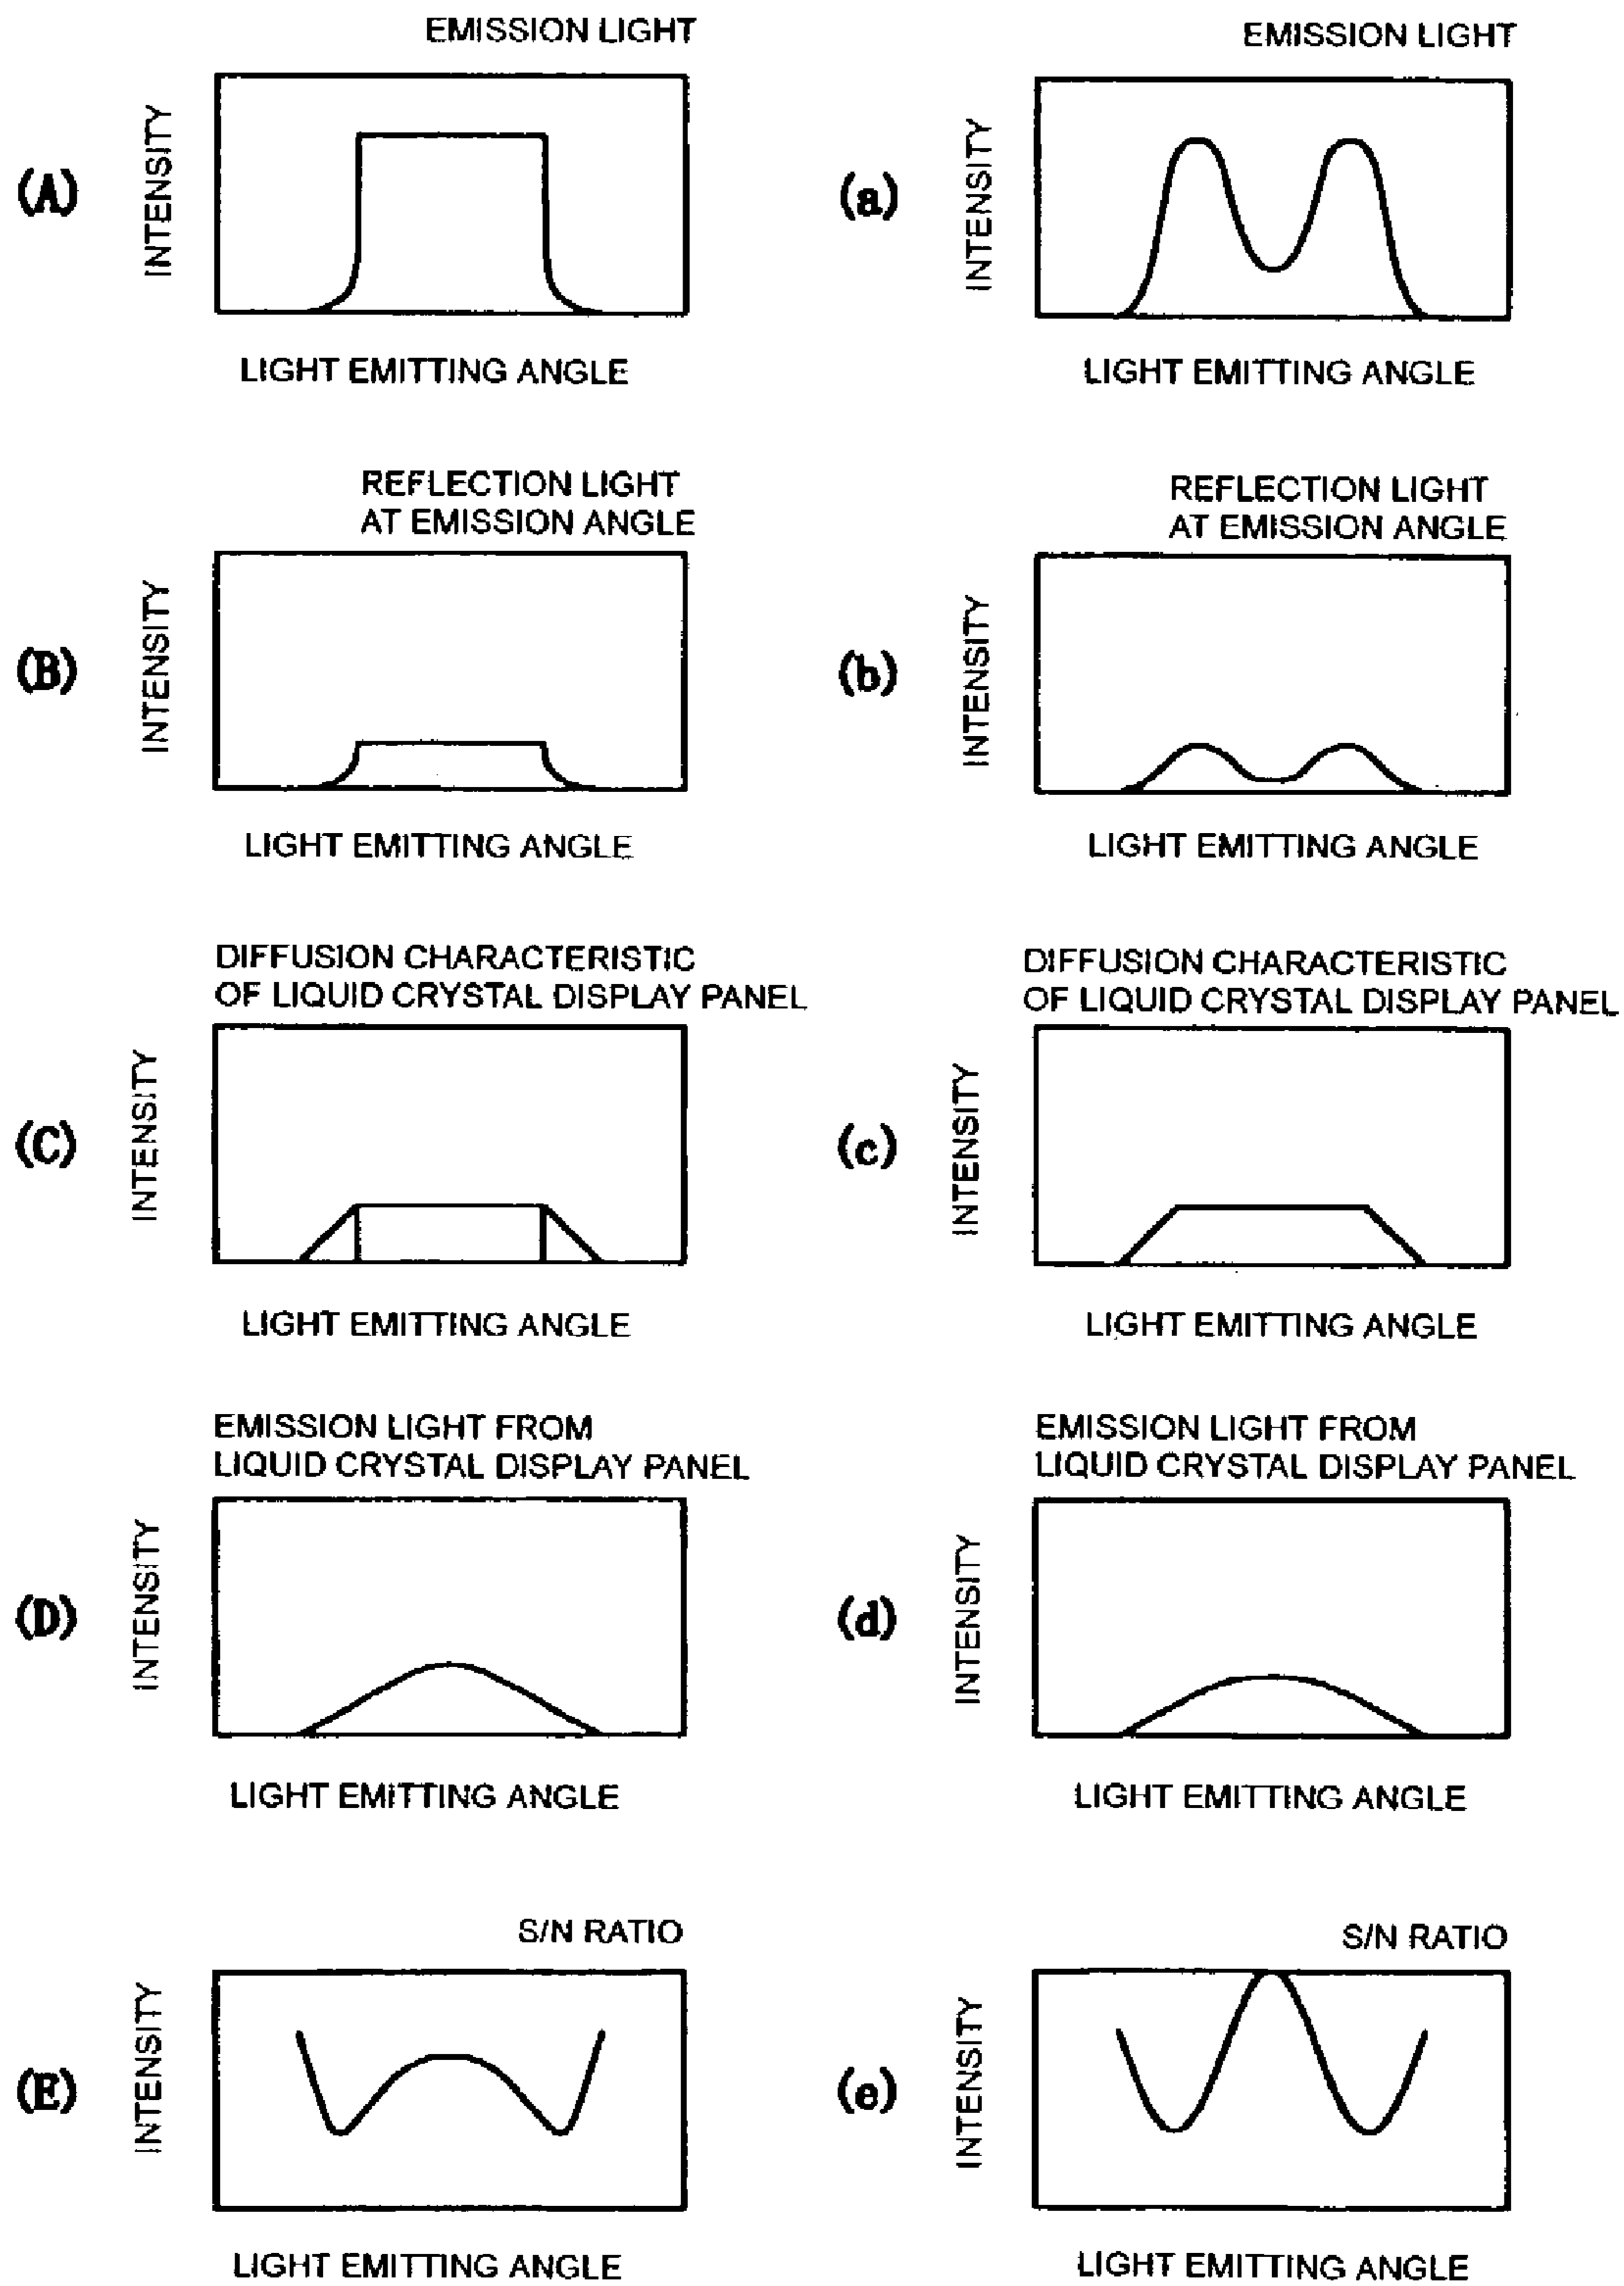 EMISSION LIGHT
(A)
INTENSITY
LIGHT EMITTING ANGLE
EMISSION LIGHT
(a)
INTENSITY
LIGHT EMITTING ANGLE
REFLECTION LIGHT
AT EMISSION ANGLE
(B)
INTENSITY
LIGHT EMITTING ANGLE
REFLECTION LIGHT
AT EMISSION ANGLE
(b)
INTENSITY
LIGHT EMITTING ANGLE
DIFFUSION CHARACTERISTIC
OF LIQUID CRYSTAL DISPLAY PANEL
(C)
INTENSITY
LIGHT EMITTING ANGLE
DIFFUSION CHARACTERISTIC
OF LIQUID CRYSTAL DISPLAY PANEL
(c)
INTENSITY
LIGHT EMITTING ANGLE
EMISSION LIGHT FROM
LIQUID CRYSTAL DISPLAY PANEL
(D)
INTENSITY
LIGHT EMITTING ANGLE
EMISSION LIGHT FROM
LIQUID CRYSTAL DISPLAY PANEL
(d)
INTENSITY
LIGHT EMITTING ANGLE
S/N RATIO
(E)
INTENSITY
LIGHT EMITTING ANGLE
S/N RATIO
(e)
INTENSITY
LIGHT EMITTING ANGLE